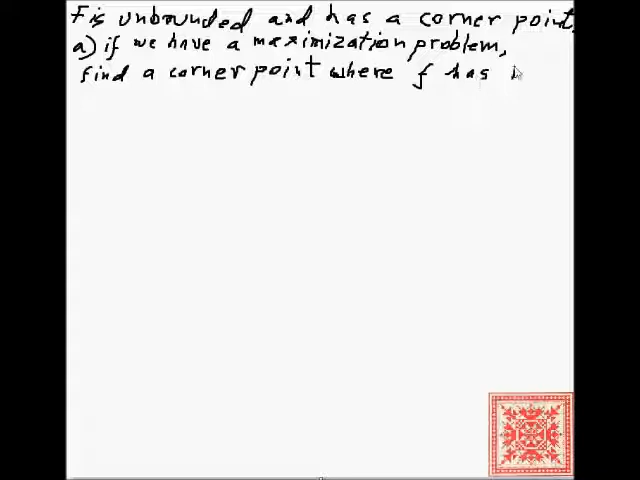 F is unbounded and has a corner point.
a) if we have a maximization problem,
find a corner point where f has